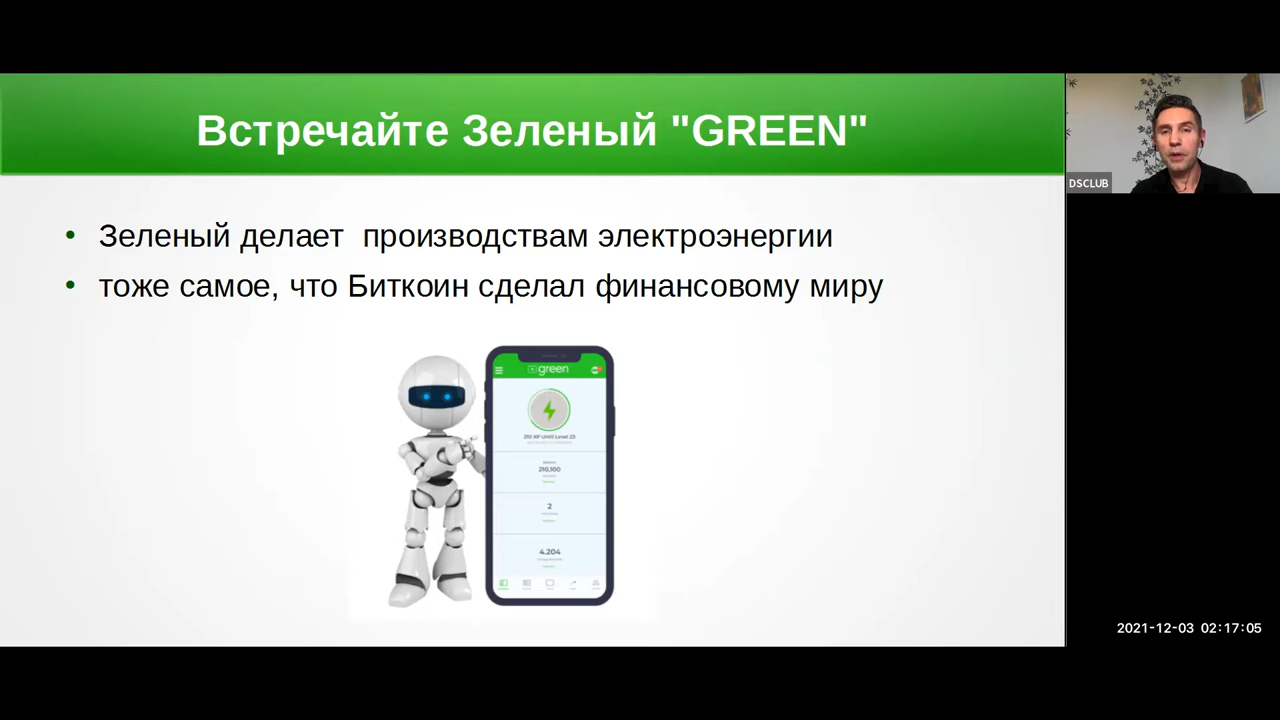 Встречайте Зеленый "GREEN"
• Зеленый делает  производствам электроэнергии
• тоже самое, что Биткоин сделал финансовому миру
green
210 XP Until Level 25
210,100
2
4,204
DSCLUB
2021-12-03 02:17:05